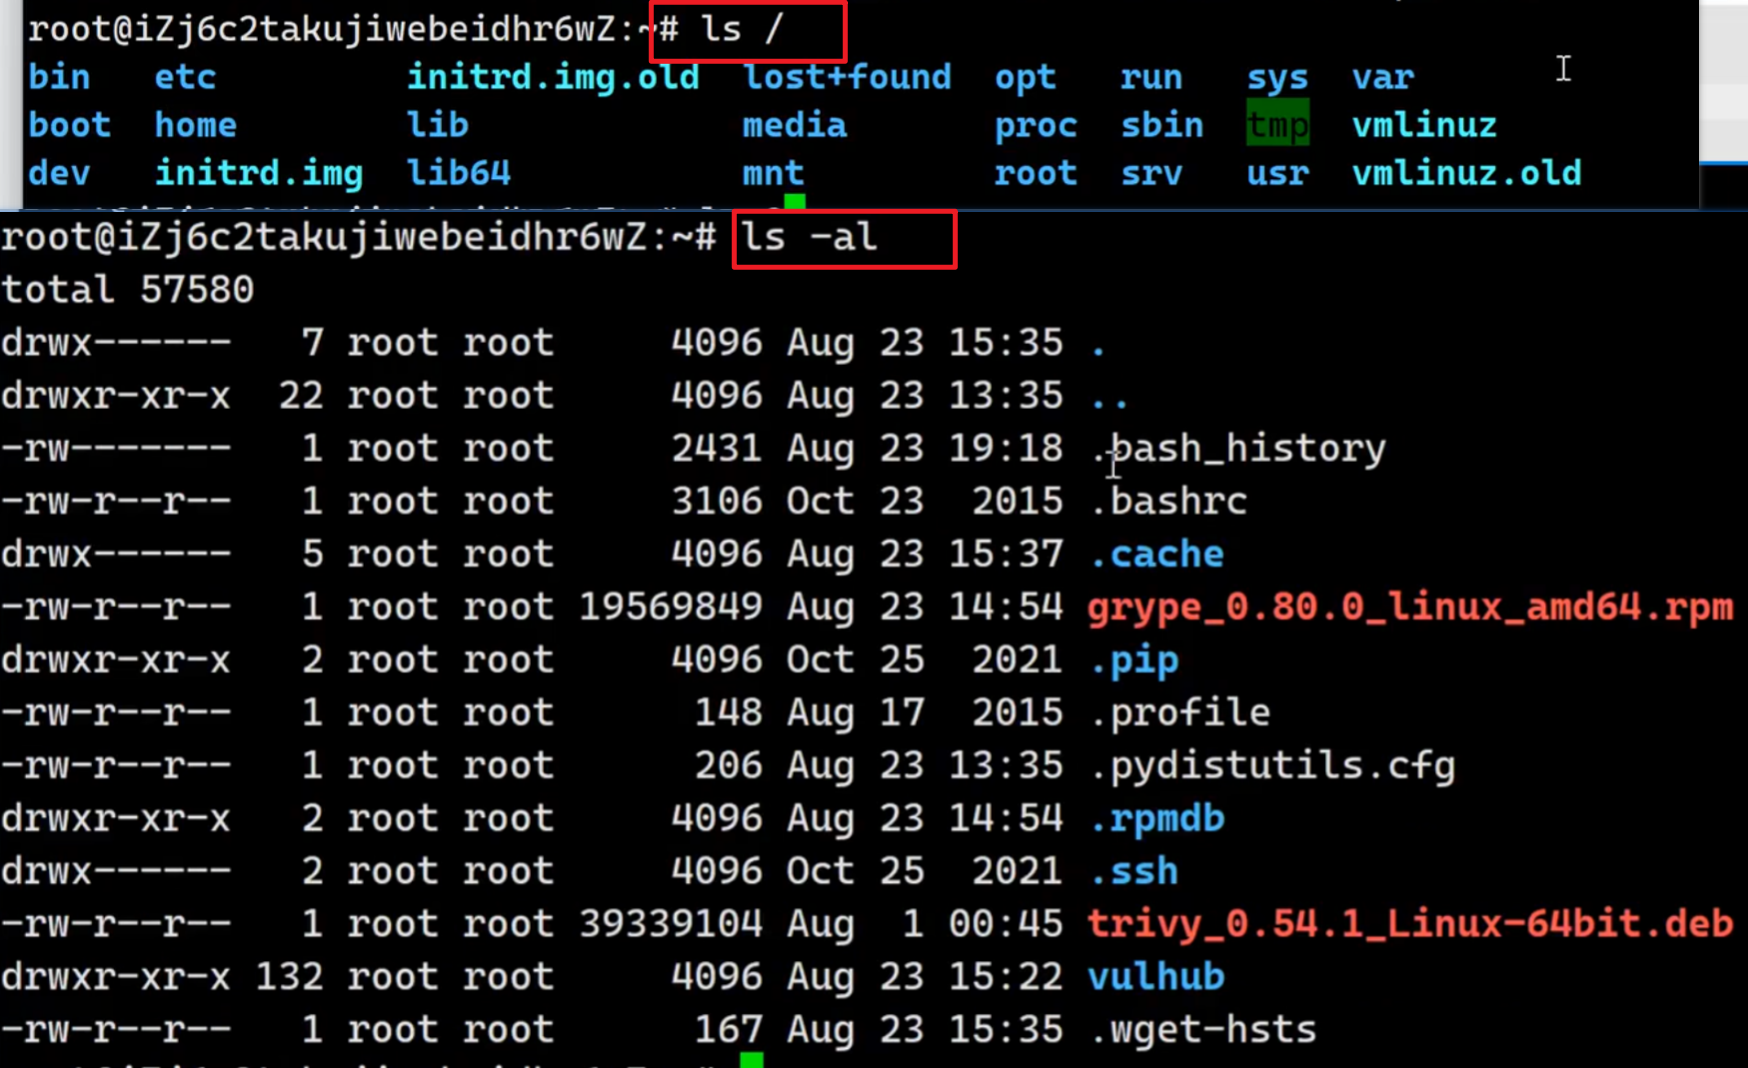 root@iZj6c2takujiwebeidhr6wZ:~# ls /
bin etc initrd.img.old lost+found opt run sys var
boot home lib media proc sbin tmp vmlinuz
dev initrd.img lib64 mnt root srv usr vmlinuz.old
root@iZj6c2takujiwebeidhr6wZ:~# ls -al
total 57580
drwx------ 7 root root 4096 Aug 23 15:35 .
drwxr-xr-x 22 root root 4096 Aug 23 13:35 ..
-rw------- 1 root root 2431 Aug 23 19:18 .bash_history
-rw-r--r-- 1 root root 3106 Oct 23 2015 .bashrc
drwx------ 5 root root 4096 Aug 23 15:37 .cache
-rw-r--r-- 1 root root 19569849 Aug 23 14:54 grype_0.80.0_linux_amd64.rpm
drwxr-xr-x 2 root root 4096 Oct 25 2021 .pip
-rw-r--r-- 1 root root 148 Aug 17 2015 .profile
-rw-r--r-- 1 root root 206 Aug 23 13:35 .pydistutils.cfg
drwxr-xr-x 2 root root 4096 Aug 23 14:54 .rpmdb
drwx------ 2 root root 4096 Oct 25 2021 .ssh
-rw-r--r-- 1 root root 39339104 Aug 1 00:45 trivy_0.54.1_Linux-64bit.deb
drwxr-xr-x 132 root root 4096 Aug 23 15:22 vulhub
-rw-r--r-- 1 root root 167 Aug 23 15:35 .wget-hsts